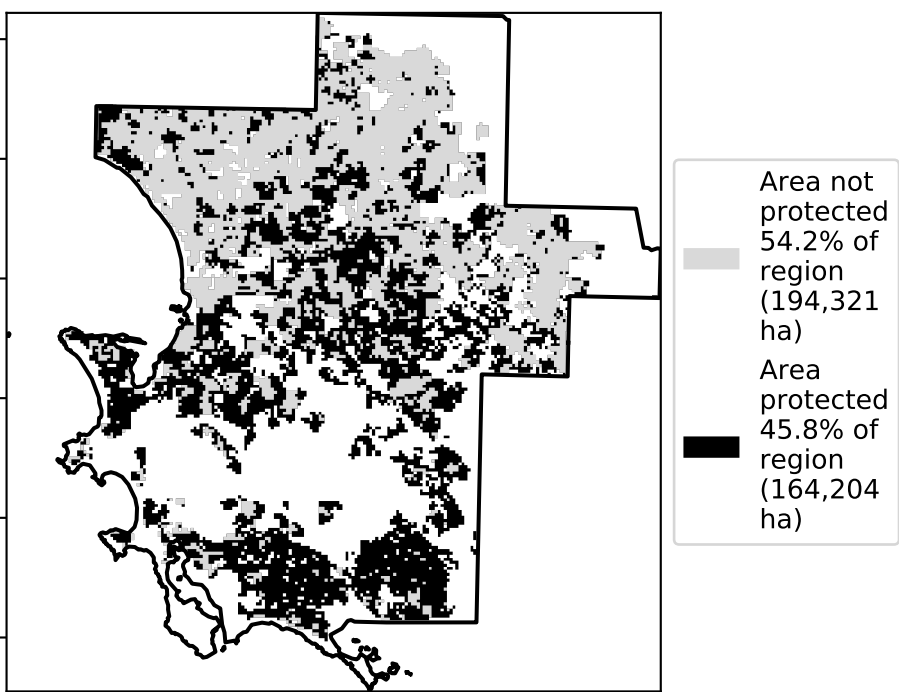 Area not
protected
54.2% of
region
(194,321
ha)
Area
protected
45.8% of
region
(164,204
ha)